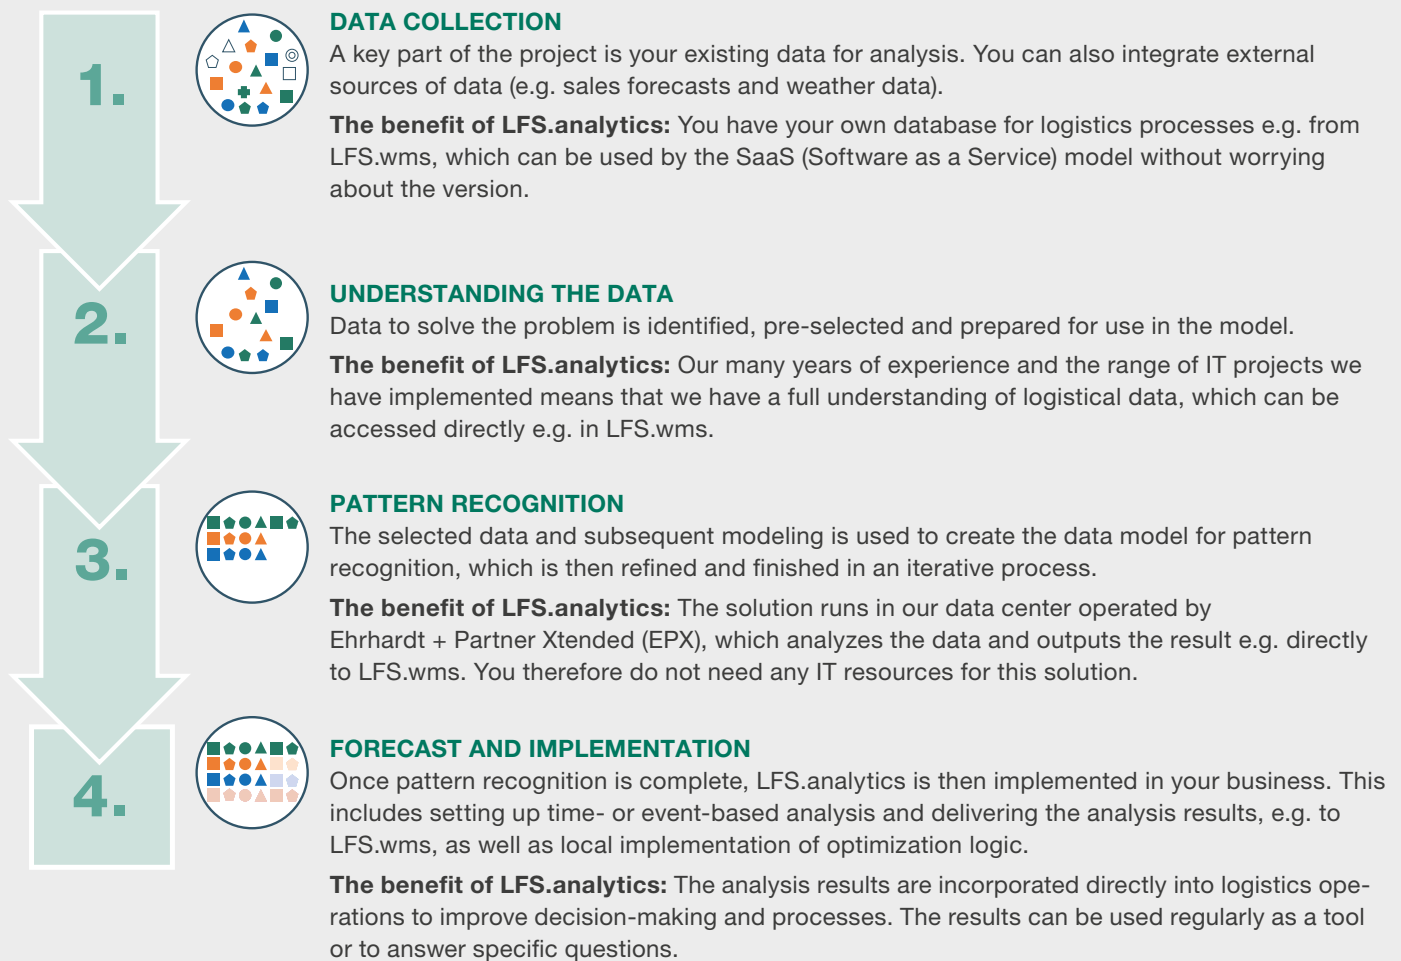 1.
DATA COLLECTION
A key part of the project is your existing data for analysis. You can also integrate external
sources of data (e.g. sales forecasts and weather data).
The benefit of LFS.analytics: You have your own database for logistics processes e.g. from
LFS.wms, which can be used by the SaaS (Software as a Service) model without worrying
about the version.
2.
UNDERSTANDING THE DATA
Data to solve the problem is identified, pre-selected and prepared for use in the model.
The benefit of LFS.analytics: Our many years of experience and the range of IT projects we
have implemented means that we have a full understanding of logistical data, which can be
accessed directly e.g. in LFS.wms.
3.
PATTERN RECOGNITION
The selected data and subsequent modeling is used to create the data model for pattern
recognition, which is then refined and finished in an iterative process.
The benefit of LFS.analytics: The solution runs in our data center operated by
Ehrhardt + Partner Xtended (EPX), which analyzes the data and outputs the result e.g. directly
to LFS.wms. You therefore do not need any IT resources for this solution.
4.
FORECAST AND IMPLEMENTATION
Once pattern recognition is complete, LFS.analytics is then implemented in your business. This
includes setting up time- or event-based analysis and delivering the analysis results, e.g. to
LFS.wms, as well as local implementation of optimization logic.
The benefit of LFS.analytics: The analysis results are incorporated directly into logistics ope-
rations to improve decision-making and processes. The results can be used regularly as a tool
or to answer specific questions.